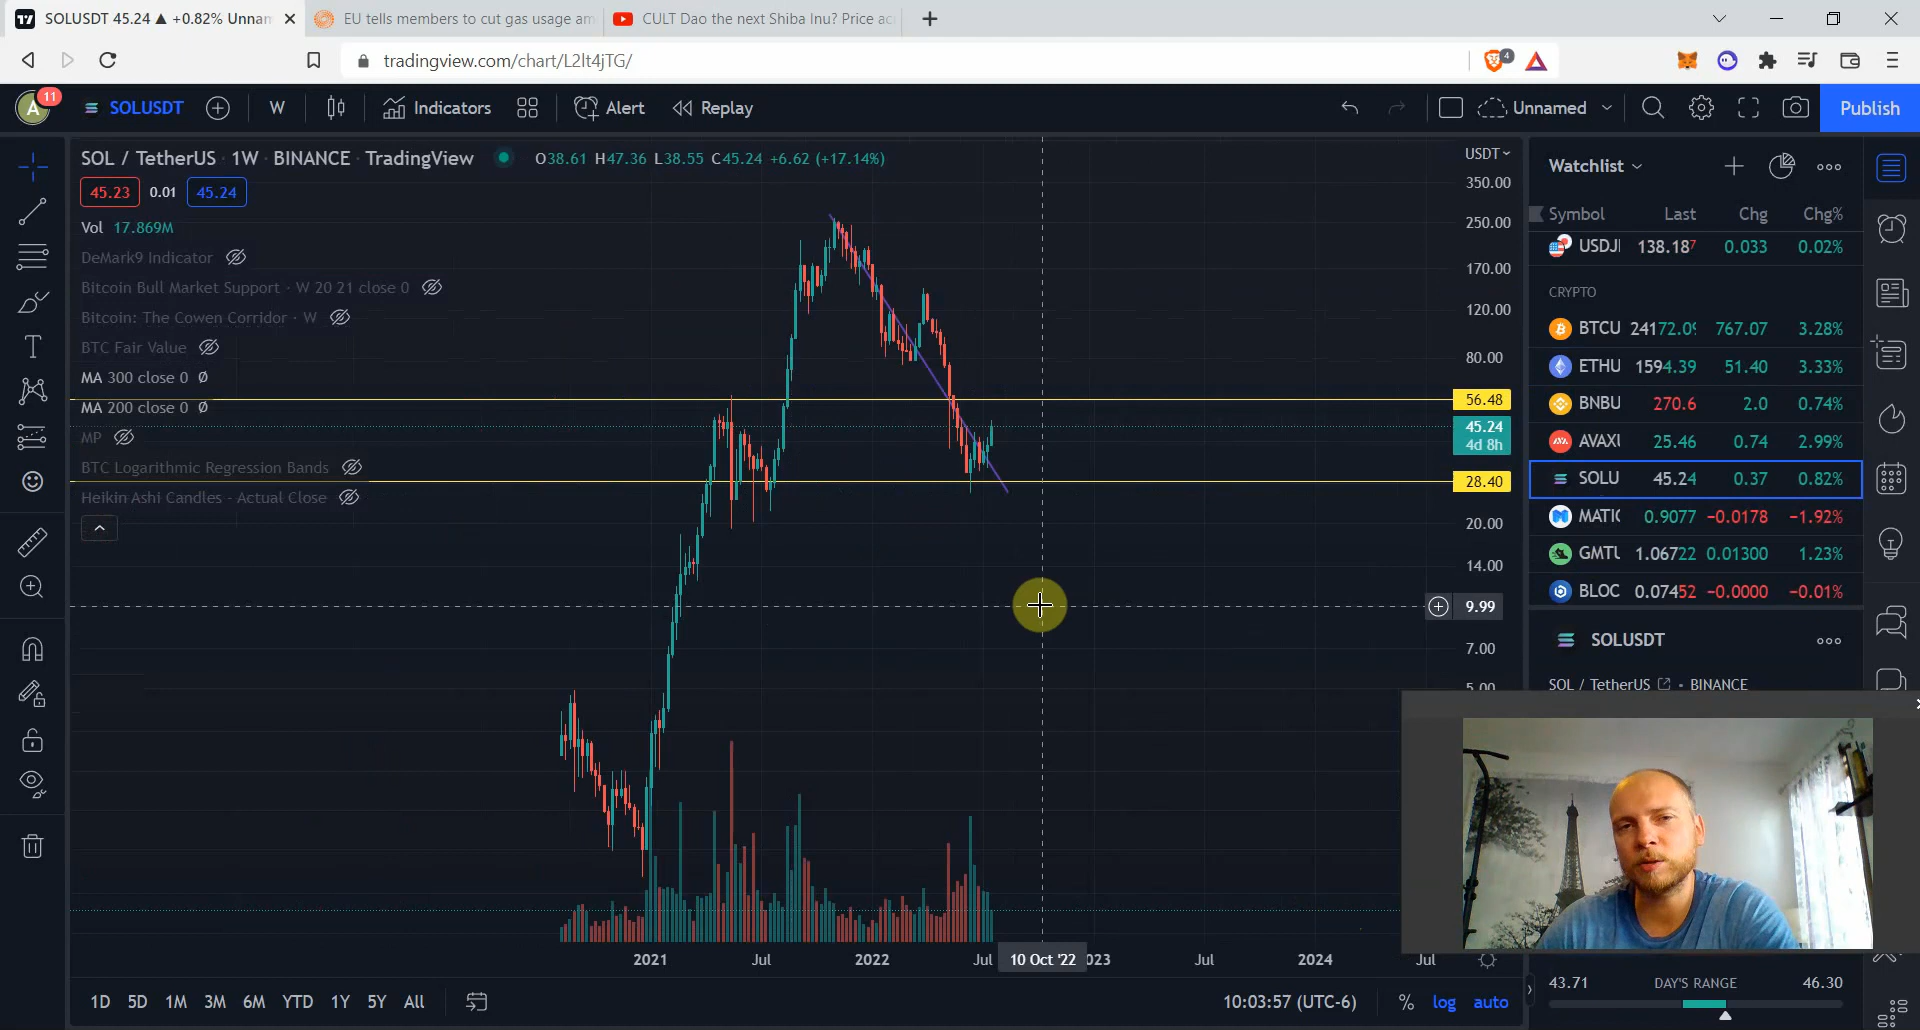 SOLUSDT 45.24 ▲ +0.82% Unnam
EU tells members to cut gas usage am
CULT Dao the next Shiba Inu? Price ac
tradingview.com/chart/L2lt4jTG/
4
A
11
SOLUSDT
W
Indicators
Alert
Replay
Unnamed
Publish
SOL / TetherUS · 1W · BINANCE · TradingView
O38.61 H47.36 L38.55 C45.24 +6.62 (+17.14%)
45.23
0.01
45.24
Vol 17.869M
DeMark9 Indicator
Bitcoin Bull Market Support · W 20 21 close 0
Bitcoin: The Cowen Corridor · W
BTC Fair Value
MA 300 close 0
MA 200 close 0
MP
BTC Logarithmic Regression Bands
Heikin Ashi Candles - Actual Close
USDT
350.00
250.00
170.00
120.00
80.00
56.48
45.24
4d 8h
28.40
20.00
14.00
9.99
7.00
5.00
2021
Jul
2022
Jul
10 Oct '22
023
Jul
2024
Jul
1D
5D
1M
3M
6M
YTD
1Y
5Y
All
10:03:57 (UTC-6)
%
log
auto
Watchlist
Symbol Last Chg Chg%
USDJ 138.187 0.033 0.02%
CRYPTO
BTCU 24172.09 767.07 3.28%
ETHU 1594.39 51.40 3.33%
BNBU 270.6 2.0 0.74%
AVAXU 25.46 0.74 2.99%
SOLU 45.24 0.37 0.82%
MATIC 0.9077 −0.0178 −1.92%
GMTU 1.06722 0.01300 1.23%
BLOC 0.07452 −0.0000 −0.01%
SOLUSDT
SOL / TetherUS • BINANCE
43.71 DAY'S RANGE 46.30